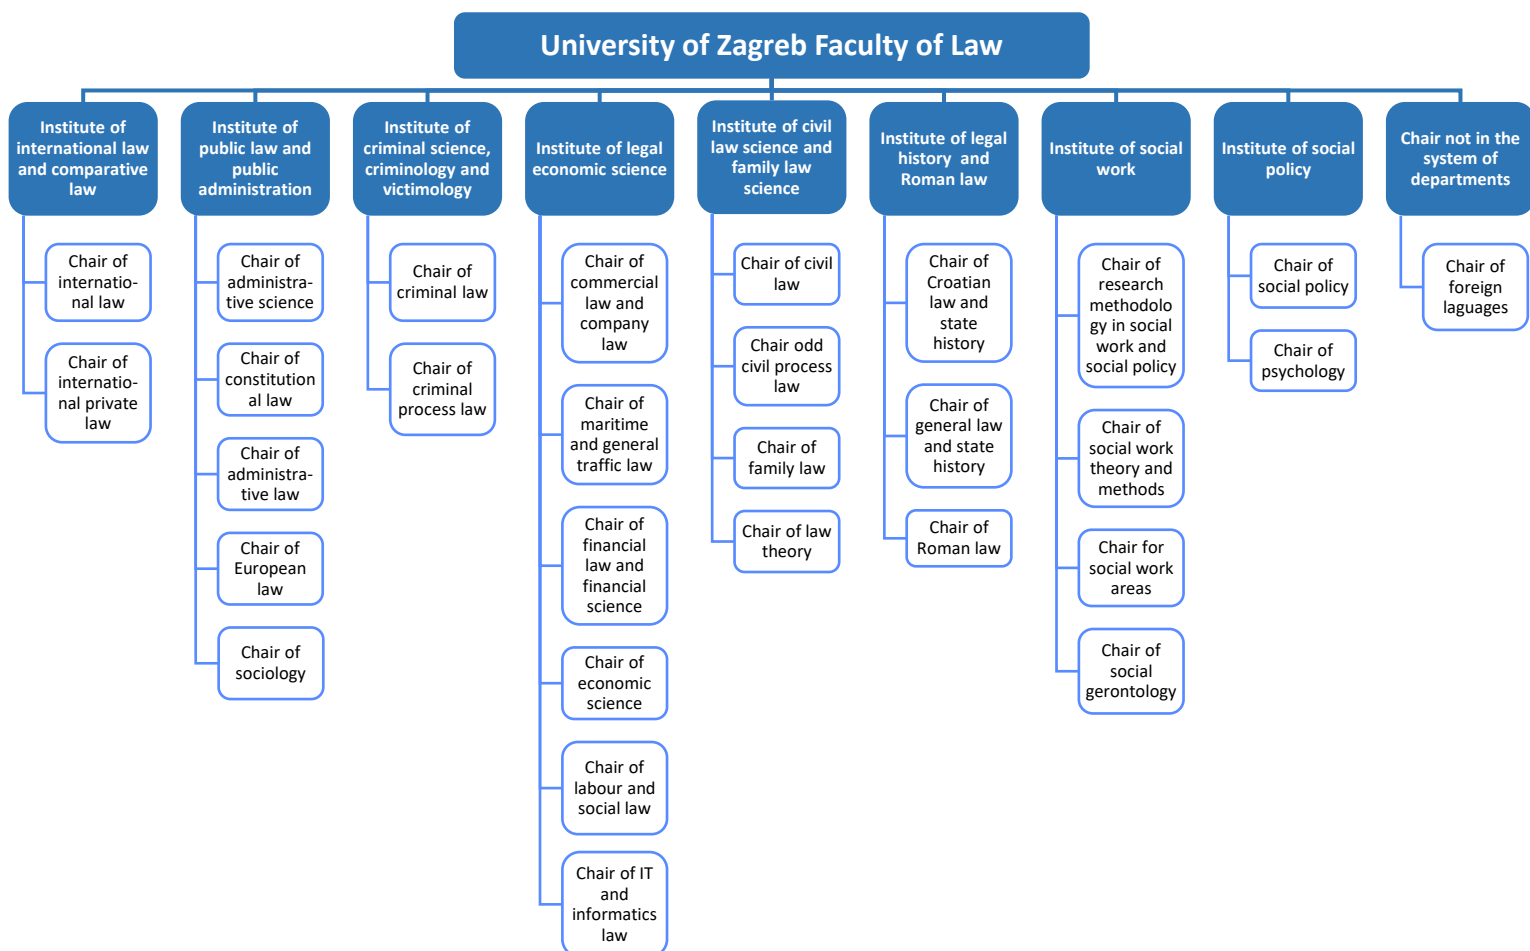 University of Zagreb Faculty of Law
Institute of
international law
and comparative
law
Institute of
public law and
public
administration
Institute of
criminal science,
criminology and
victimology
Institute of legal
economic science
Institute of civil
law science and
family law
science
Institute of legal
history and
Roman law
Institute of social
work
Institute of social
policy
Chair not in the
system of
departments
Chair of
internatio-
nal law
Chair of
internatio-
nal private
law
Chair of
administra-
tive science
Chair of
constitution
al law
Chair of
administra-
tive law
Chair of
European
law
Chair of
sociology
Chair of
criminal law
Chair of
criminal
process law
Chair of
commercial
law and
company
law
Chair of
maritime
and general
traffic law
Chair of
financial
law and
financial
science
Chair of
economic
science
Chair of
labour and
social law
Chair of IT
and
informatics
law
Chair of civil
law
Chair odd
civil process
law
Chair of
family law
Chair of law
theory
Chair of
Croatian
law and
state
history
Chair of
general law
and state
history
Chair of
Roman law
Chair of
research
methodolo
gy in social
work and
social policy
Chair of
social work
theory and
methods
Chair for
social work
areas
Chair of
social
gerontology
Chair of
social policy
Chair of
psychology
Chair of
foreign
laguages